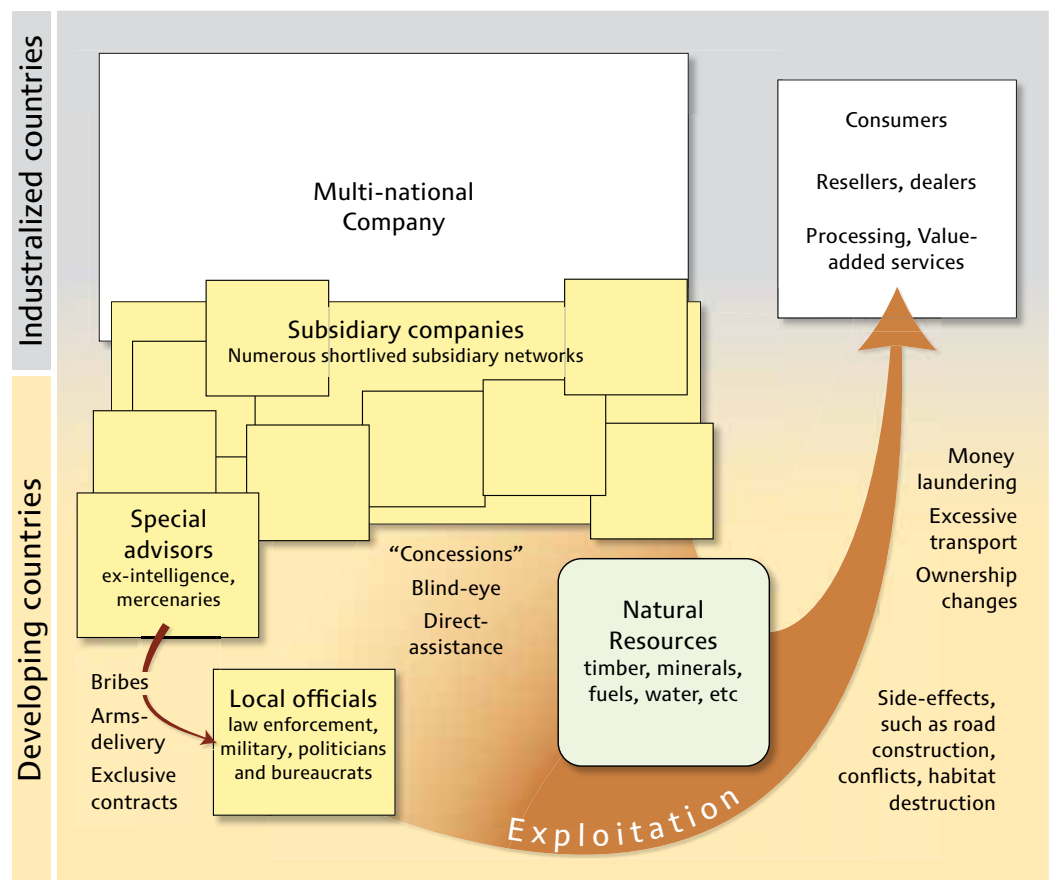 Industrialized countries
Developing countries
Multi-national
Company
Consumers
Resellers, dealers
Processing, Value-
added services
Subsidiary companies
Numerous shortlived subsidiary networks
Special
advisors
ex-intelligence,
mercenaries
"Concessions"
Blind-eye
Direct-
assistance
Natural
Resources
timber, minerals,
fuels, water, etc
Money
laundering
Excessive
transport
Ownership
changes
Bribes
Arms-
delivery
Exclusive
contracts
Local officials
law enforcement,
military, politicians
and bureaucrats
Side-effects,
such as road
construction,
conflicts, habitat
destruction
Exploitation